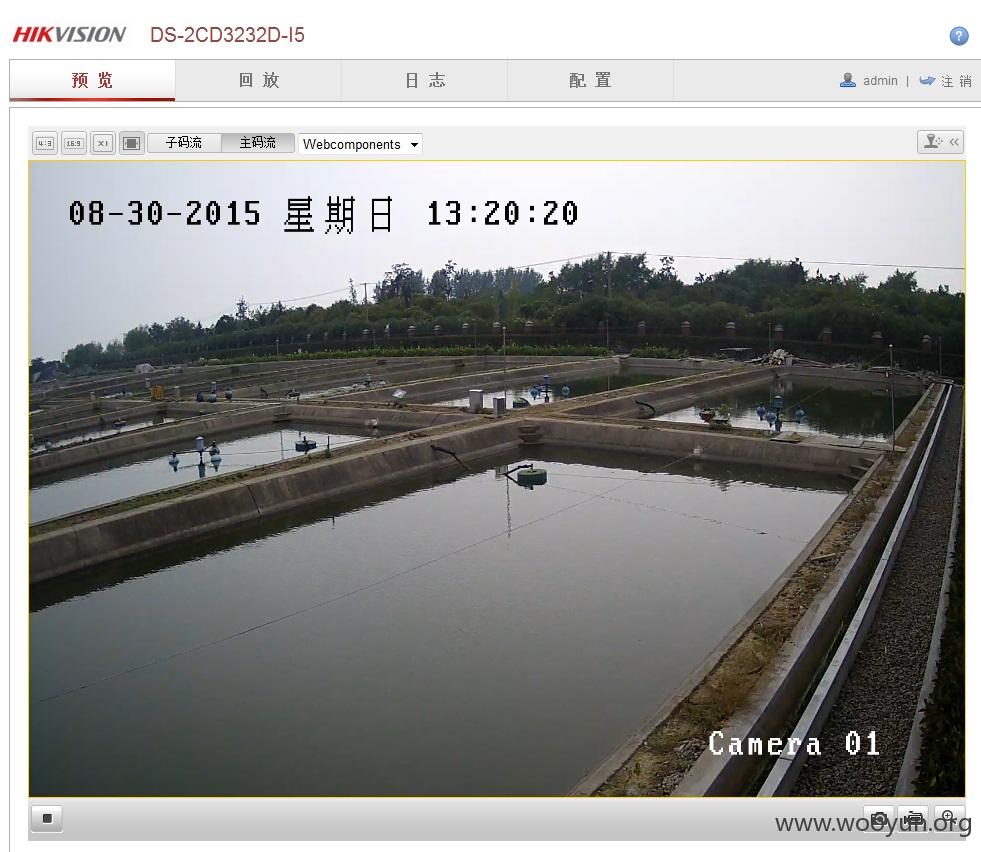 HIKVISION DS-2CD3232D-I5
预 览 回 放 日 志 配 置 admin | 注 销
4:3 16:9 X1 子码流 主码流 Webcomponents
08-30-2015 星期日 13:20:20
Camera 01
www.wooyun.org